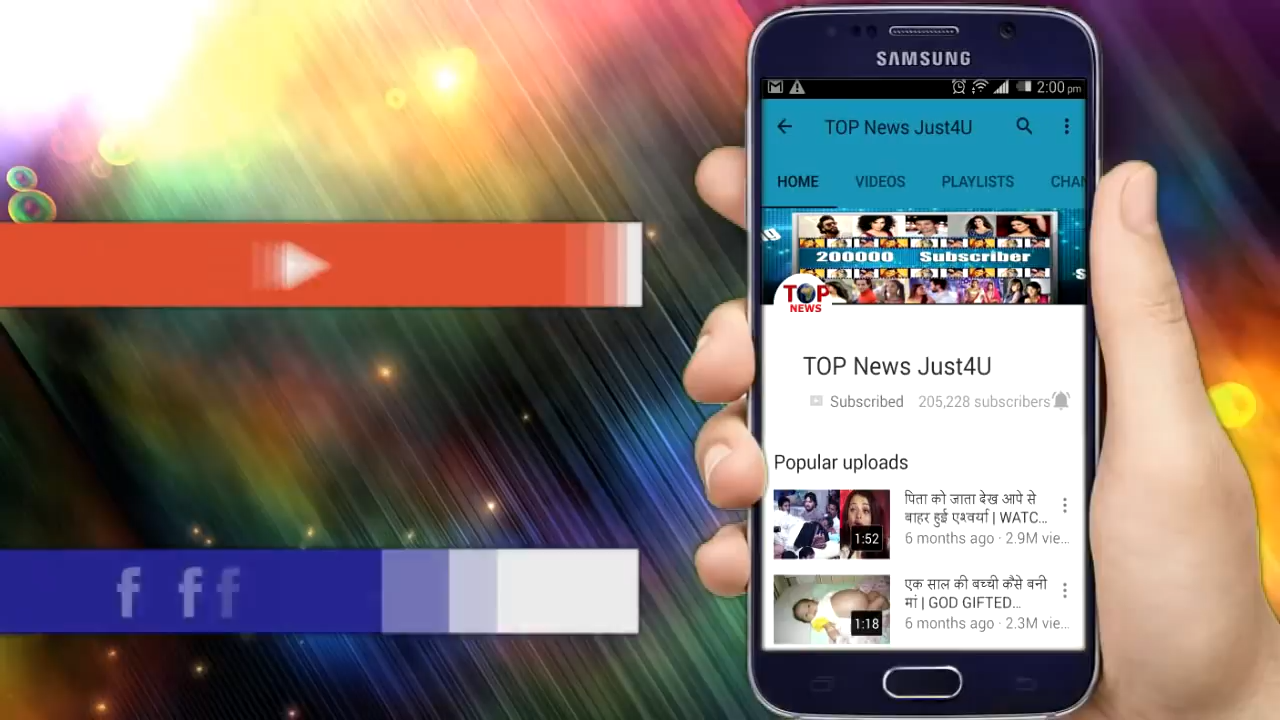 SAMSUNG
2:00 pm
TOP News Just4U
HOME VIDEOS PLAYLISTS CHAN
200000 Subscriber
TOP
NEWS
TOP News Just4U
Subscribed 205,228 subscribers
Popular uploads
पिता को जाता देख आपे से
बाहर हुई एश्वर्या | WATC...
1:52
6 months ago · 2.9M vie...
एक साल की बच्ची कैसे बनी
मां | GOD GIFTED...
1:18
6 months ago · 2.3M vie...
f f f